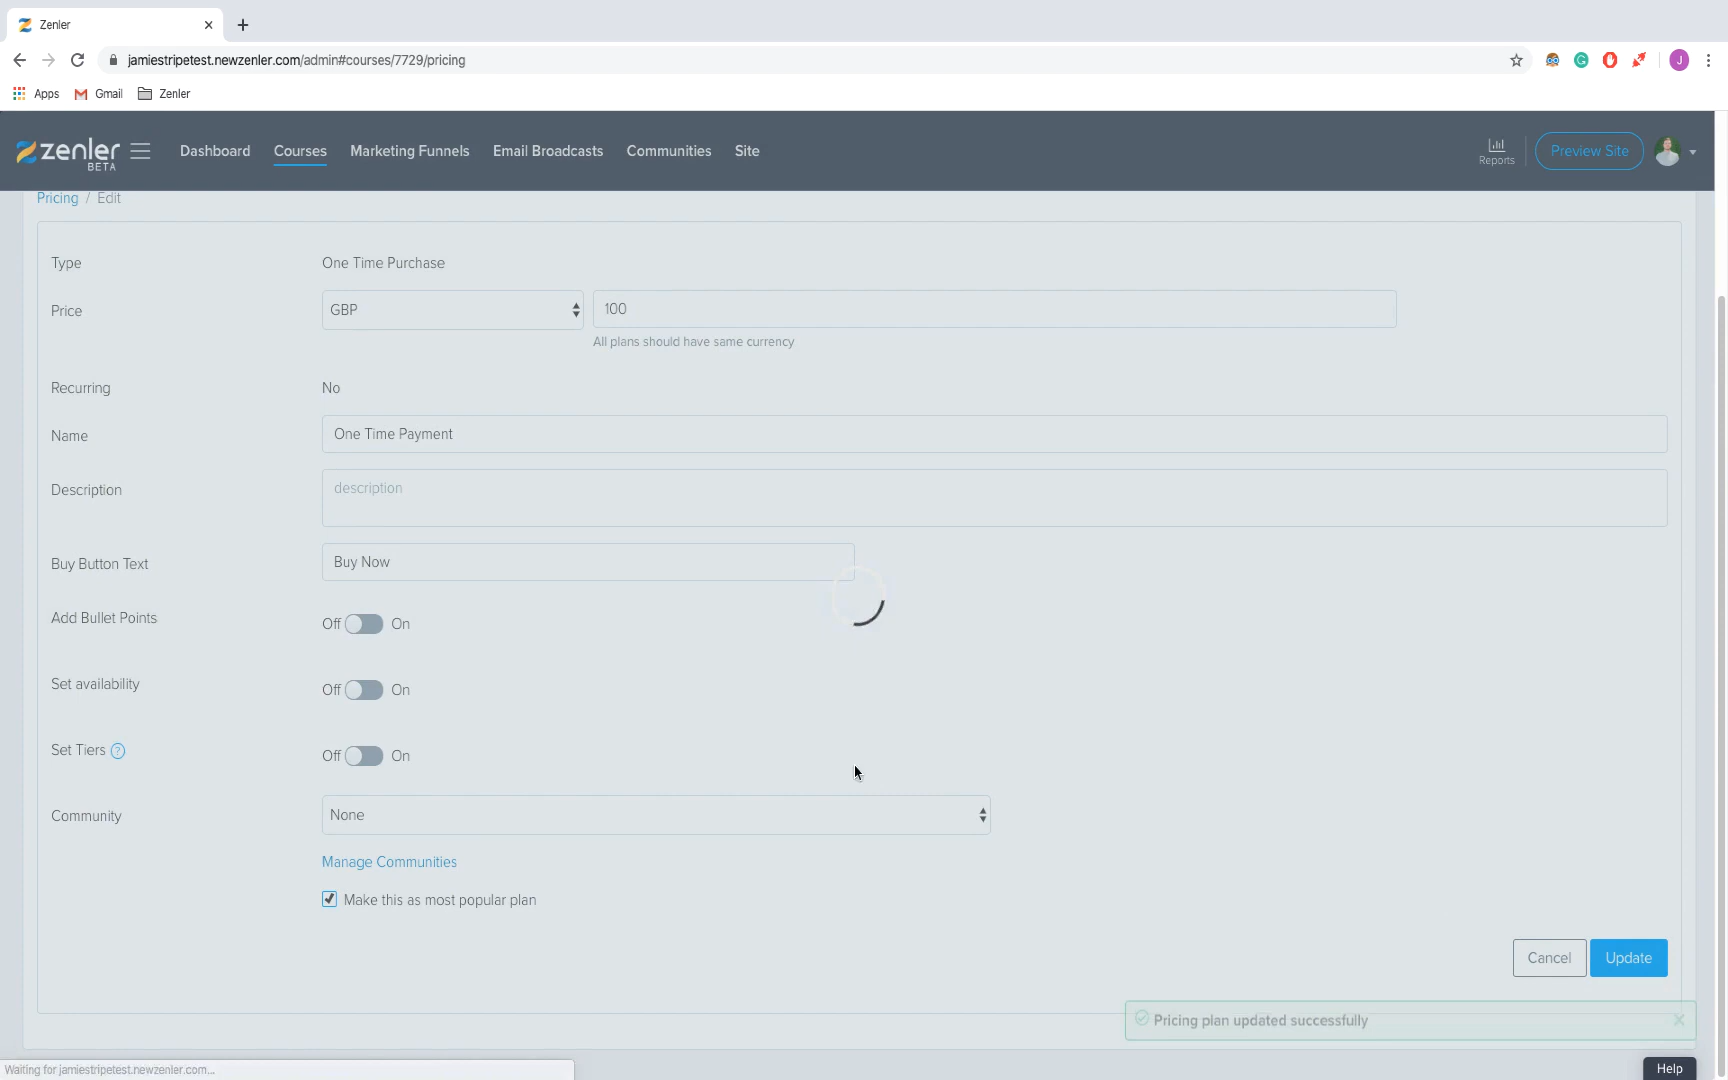 Zenler
jamiestripetest.newzenler.com/admin#courses/7729/pricing
J
Apps Gmail Zenler
zenler BETA Dashboard Courses Marketing Funnels Email Broadcasts Communities Site Reports Preview Site
Pricing / Edit
Type One Time Purchase
Price GBP 100
All plans should have same currency
Recurring No
Name One Time Payment
Description description
Buy Button Text Buy Now
Add Bullet Points Off On
Set availability Off On
Set Tiers ? Off On
Community None
Manage Communities
Make this as most popular plan
Cancel Update
Pricing plan updated successfully
Waiting for jamiestripetest.newzenler.com...
Help